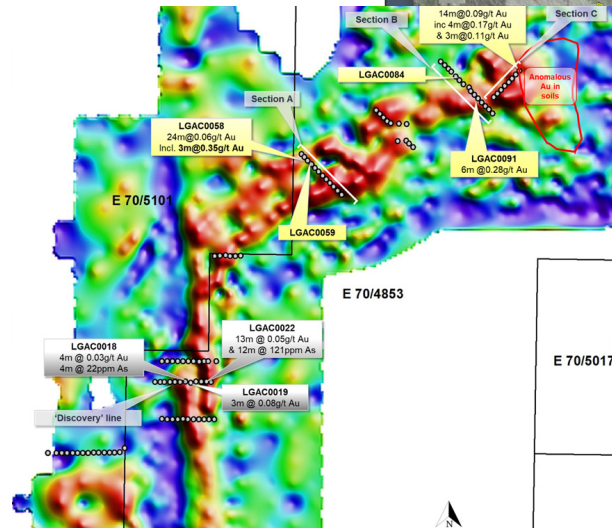 14m@0.09g/t Au
inc 4m@0.17g/t Au
& 3m@0.11g/t Au
Section B
Section C
LGAC0084
Anomalous
Au in
soils
Section A
LGAC0058
24m@0.06g/t Au
Incl. 3m@0.35g/t Au
LGAC0091
6m @0.28g/t Au
E 70/5101
LGAC0059
E 70/4853
LGAC0018
4m @ 0.03g/t Au
4m @ 22ppm As
LGAC0022
13m @ 0.05g/t Au
& 12m @ 121ppm As
E 70/5017
LGAC0019
3m @ 0.08g/t Au
'Discovery' line
N